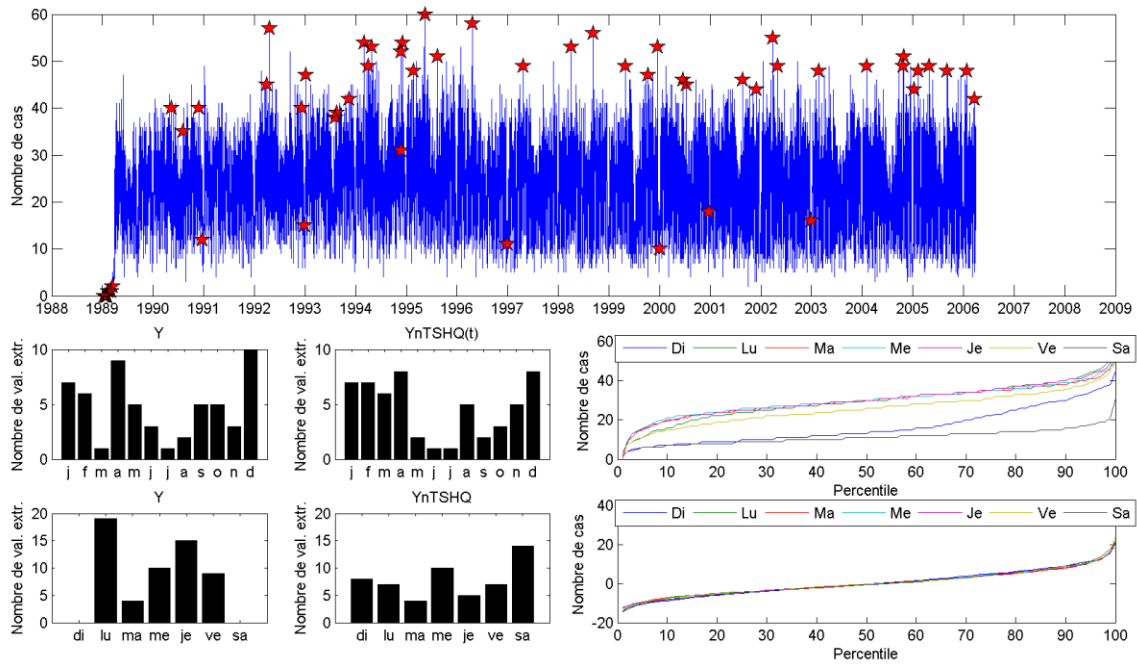 60
50
40
30
20
10
0
Nombre de cas
1988 1989 1990 1991 1992 1993 1994 1995 1996 1997 1998 1999 2000 2001 2002 2003 2004 2005 2006 2007 2008 2009
Y
10
5
0
Nombre de val. extr.
j f m a m j j a s o n d
YnTSHQ(t)
10
5
0
Nombre de val. extr.
j f m a m j j a s o n d
60
40
20
0
Nombre de cas
Di Lu Ma Me Je Ve Sa
0 10 20 30 40 50 60 70 80 90 100
Percentile
Y
20
15
10
5
0
Nombre de val. extr.
di lu ma me je ve sa
YnTSHQ
20
15
10
5
0
Nombre de val. extr.
di lu ma me je ve sa
40
20
0
-20
Nombre de cas
Di Lu Ma Me Je Ve Sa
0 10 20 30 40 50 60 70 80 90 100
Percentile